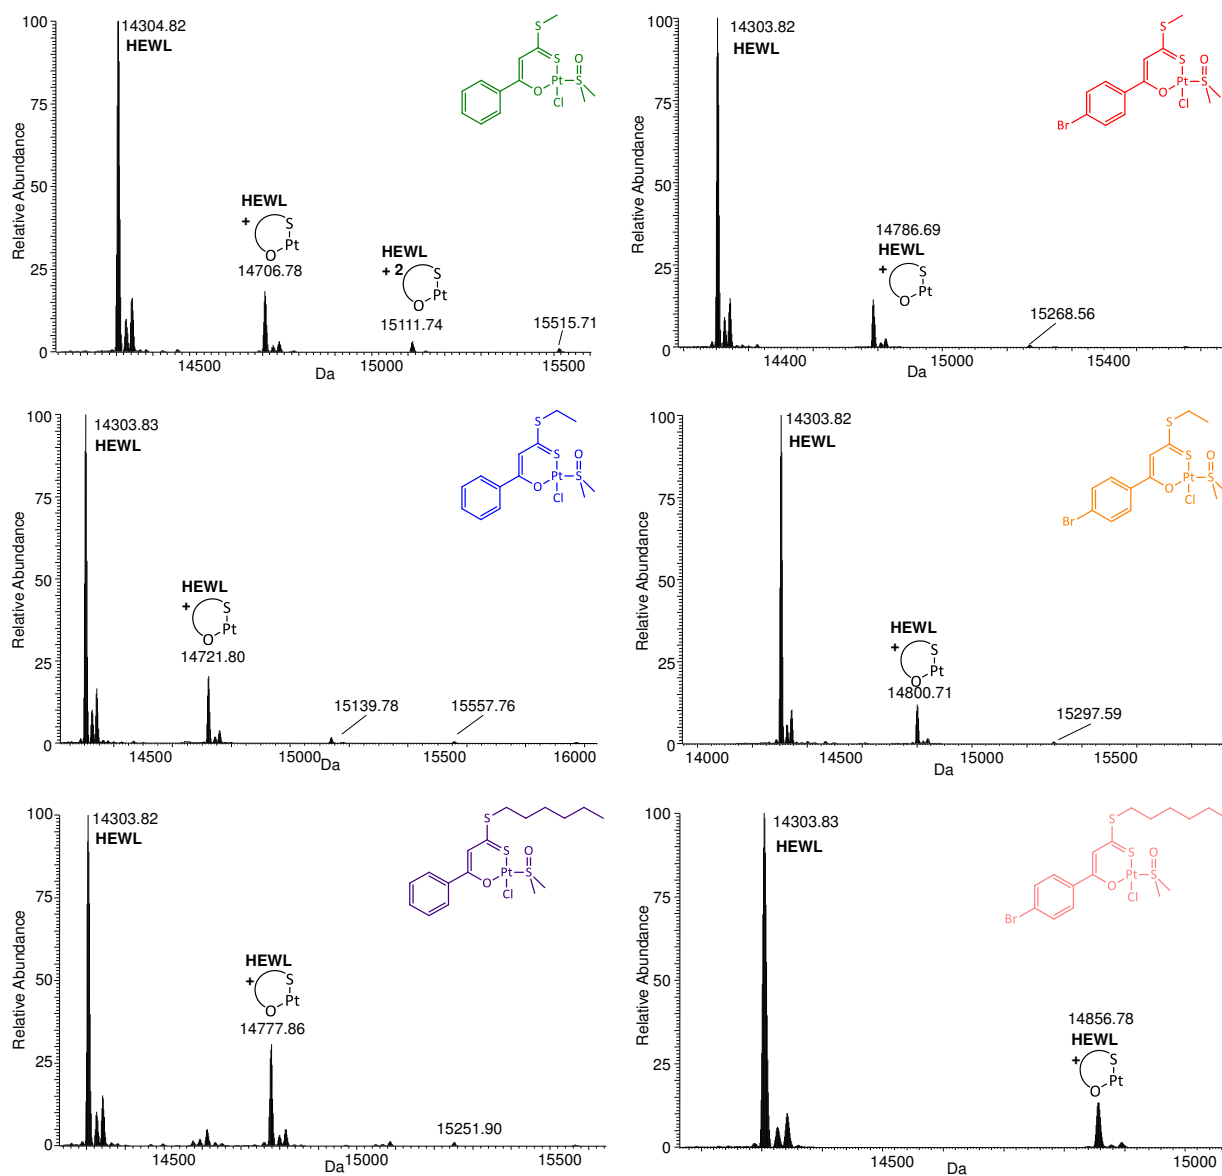 100
14304.82
HEWL
S
S
O
Pt
S
O
Cl
75
Relative Abundance
50
HEWL
+
S
Pt
O
14706.78
HEWL
+ 2
S
Pt
O
25
15111.74
15515.71
0
14500
15000
15500
Da
100
14303.82
HEWL
S
S
O
Pt
S
O
Cl
Br
75
Relative Abundance
50
14786.69
HEWL
+
S
Pt
O
25
15268.56
0
14400
15000
15400
Da
100
14303.83
HEWL
S
S
O
Pt
S
O
Cl
75
Relative Abundance
50
HEWL
+
S
Pt
O
14721.80
25
15139.78
15557.76
0
14500
15000
15500
16000
Da
100
14303.82
HEWL
S
S
O
Pt
S
O
Cl
Br
75
Relative Abundance
50
HEWL
+
S
Pt
O
14800.71
25
15297.59
0
14000
14500
15000
15500
Da
100
14303.82
HEWL
S
S
O
Pt
S
O
Cl
75
Relative Abundance
50
HEWL
+
S
Pt
O
14777.86
25
15251.90
0
14500
15000
15500
Da
100
14303.83
HEWL
S
S
O
Pt
S
O
Cl
Br
75
Relative Abundance
50
14856.78
HEWL
+
S
Pt
O
25
0
14500
15000
Da